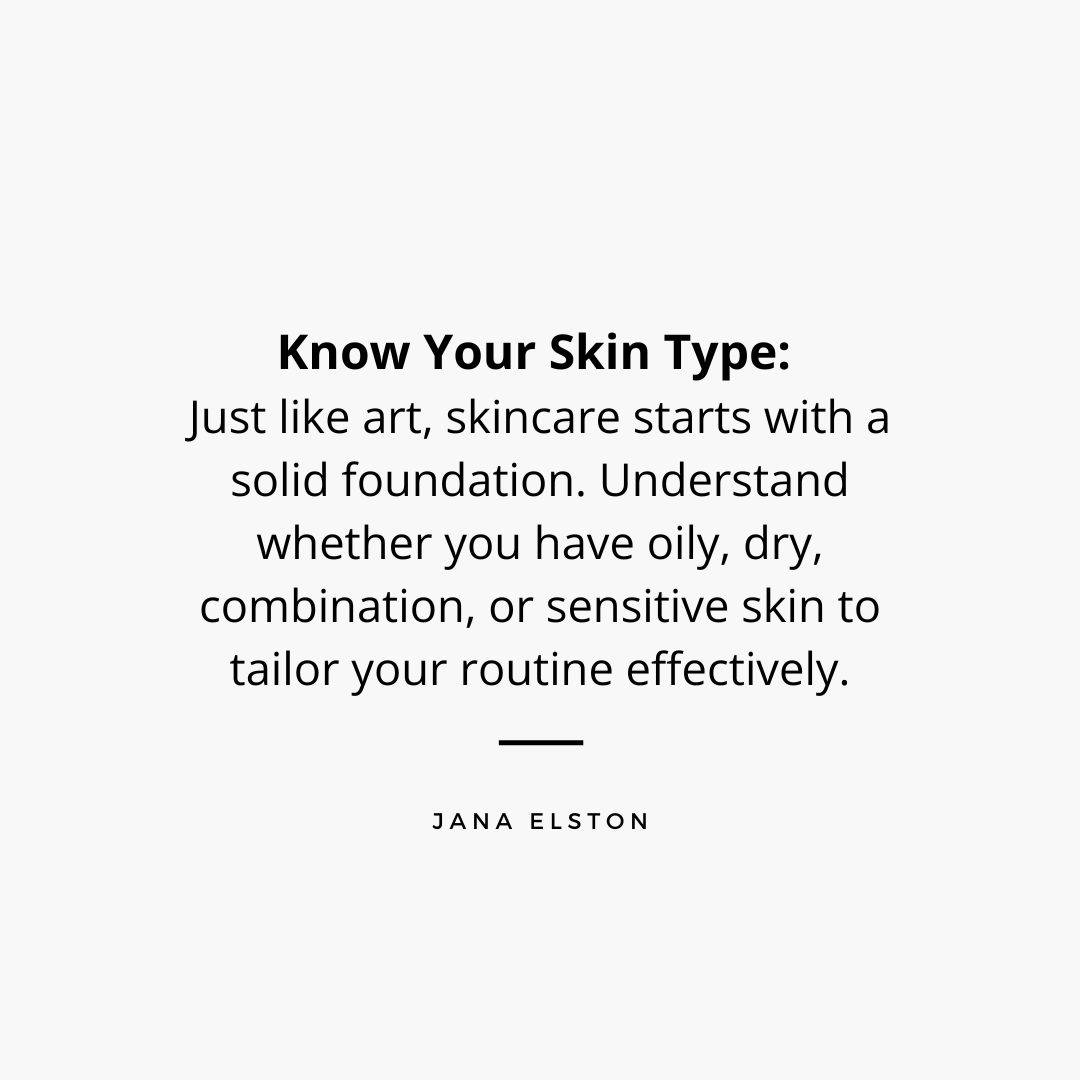 Know Your Skin Type:
Just like art, skincare starts with a
solid foundation. Understand
whether you have oily, dry,
combination, or sensitive skin to
tailor your routine effectively.
JANA ELSTON